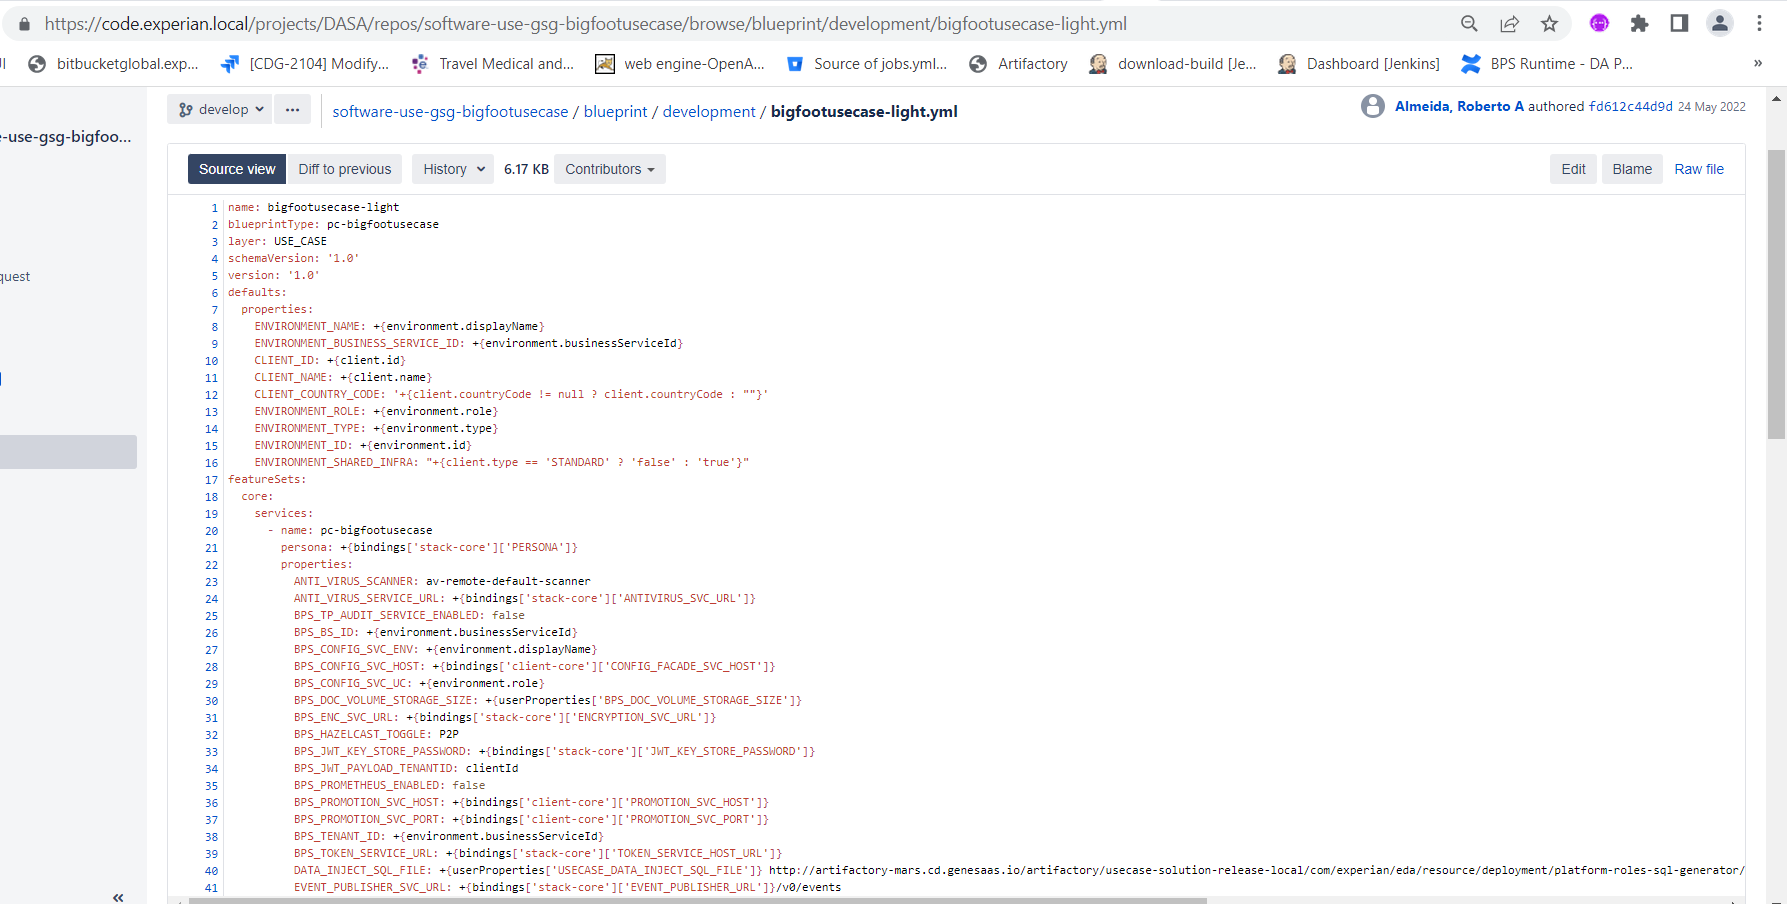 https://code.experian.local/projects/DASA/repos/software-use-gsg-bigfootusecase/browse/blueprint/development/bigfootusecase-light.yml
bitbucketglobal.exp... [CDG-2104] Modify... Travel Medical and... web engine-OpenA... Source of jobs.yml... Artifactory download-build [Je... Dashboard [Jenkins] BPS Runtime - DA P... »
develop ··· software-use-gsg-bigfootusecase / blueprint / development / bigfootusecase-light.yml Almeida, Roberto A authored fd612c44d9d 24 May 2022
-use-gsg-bigfoo...
Source view Diff to previous History 6.17 KB Contributors Edit Blame Raw file
quest
1 name: bigfootusecase-light
2 blueprintType: pc-bigfootusecase
3 layer: USE_CASE
4 schemaVersion: '1.0'
5 version: '1.0'
6 defaults:
7 properties:
8 ENVIRONMENT_NAME: +{environment.displayName}
9 ENVIRONMENT_BUSINESS_SERVICE_ID: +{environment.businessServiceId}
10 CLIENT_ID: +{client.id}
11 CLIENT_NAME: +{client.name}
12 CLIENT_COUNTRY_CODE: '+{client.countryCode != null ? client.countryCode : ""}'
13 ENVIRONMENT_ROLE: +{environment.role}
14 ENVIRONMENT_TYPE: +{environment.type}
15 ENVIRONMENT_ID: +{environment.id}
16 ENVIRONMENT_SHARED_INFRA: "+{client.type == 'STANDARD' ? 'false' : 'true'}"
17 featureSets:
18 core:
19 services:
20 - name: pc-bigfootusecase
21 persona: +{bindings['stack-core']['PERSONA']}
22 properties:
23 ANTI_VIRUS_SCANNER: av-remote-default-scanner
24 ANTI_VIRUS_SERVICE_URL: +{bindings['stack-core']['ANTIVIRUS_SVC_URL']}
25 BPS_TP_AUDIT_SERVICE_ENABLED: false
26 BPS_BS_ID: +{environment.businessServiceId}
27 BPS_CONFIG_SVC_ENV: +{environment.displayName}
28 BPS_CONFIG_SVC_HOST: +{bindings['client-core']['CONFIG_FACADE_SVC_HOST']}
29 BPS_CONFIG_SVC_UC: +{environment.role}
30 BPS_DOC_VOLUME_STORAGE_SIZE: +{userProperties['BPS_DOC_VOLUME_STORAGE_SIZE']}
31 BPS_ENC_SVC_URL: +{bindings['stack-core']['ENCRYPTION_SVC_URL']}
32 BPS_HAZELCAST_TOGGLE: P2P
33 BPS_JWT_KEY_STORE_PASSWORD: +{bindings['stack-core']['JWT_KEY_STORE_PASSWORD']}
34 BPS_JWT_PAYLOAD_TENANTID: clientId
35 BPS_PROMETHEUS_ENABLED: false
36 BPS_PROMOTION_SVC_HOST: +{bindings['client-core']['PROMOTION_SVC_HOST']}
37 BPS_PROMOTION_SVC_PORT: +{bindings['client-core']['PROMOTION_SVC_PORT']}
38 BPS_TENANT_ID: +{environment.businessServiceId}
39 BPS_TOKEN_SERVICE_URL: +{bindings['stack-core']['TOKEN_SERVICE_HOST_URL']}
40 DATA_INJECT_SQL_FILE: +{userProperties['USECASE_DATA_INJECT_SQL_FILE']} http://artifactory-mars.cd.genesaas.io/artifactory/usecase-solution-release-local/com/experian/eda/resource/deployment/platform-roles-sql-generator/
41 EVENT_PUBLISHER_SVC_URL: +{bindings['stack-core']['EVENT_PUBLISHER_URL']}/v0/events
«